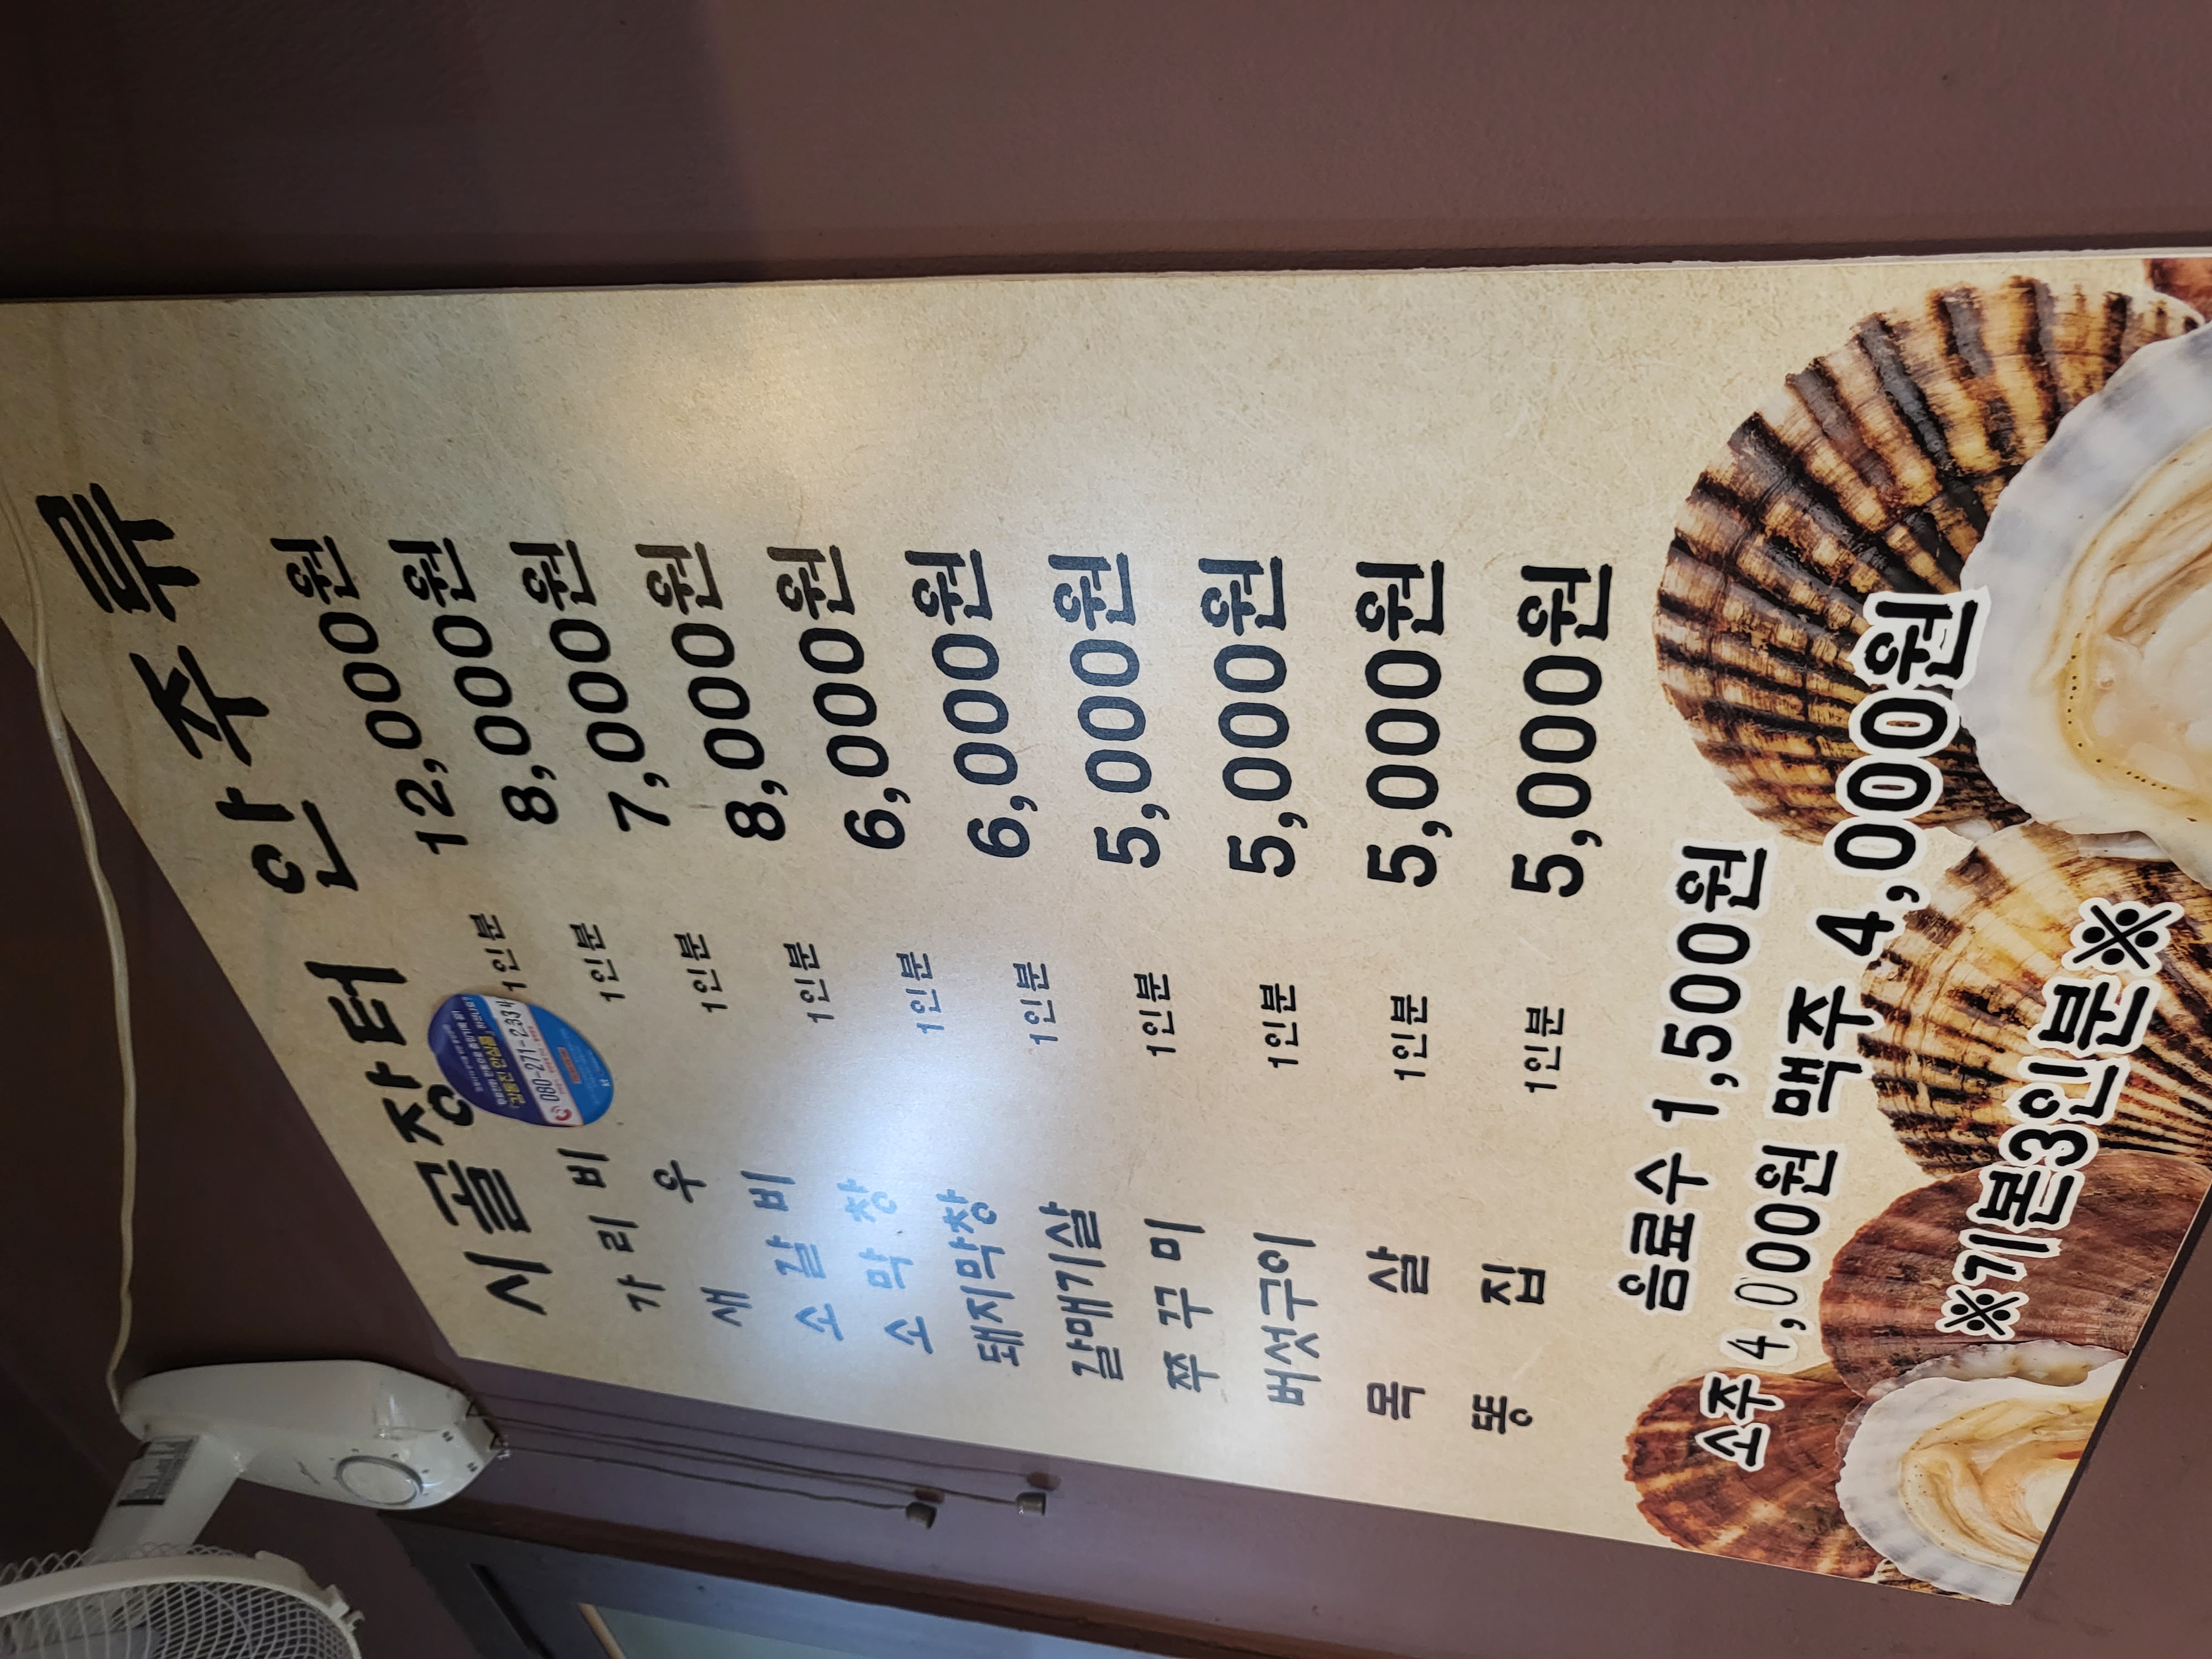 시골장터 안주류
가리비 1인분 12,000원
새우 1인분 8,000원
소갈비 1인분 7,000원
소막창 1인분 8,000원
돼지막창 1인분 6,000원
갈매기살 1인분 6,000원
쭈꾸미 1인분 5,000원
버섯구이 1인분 5,000원
목살 1인분 5,000원
똥집 1인분 5,000원
음료수 1,500원
소주 4,000원 맥주 4,000원
※기본3인분※
080-271-2334